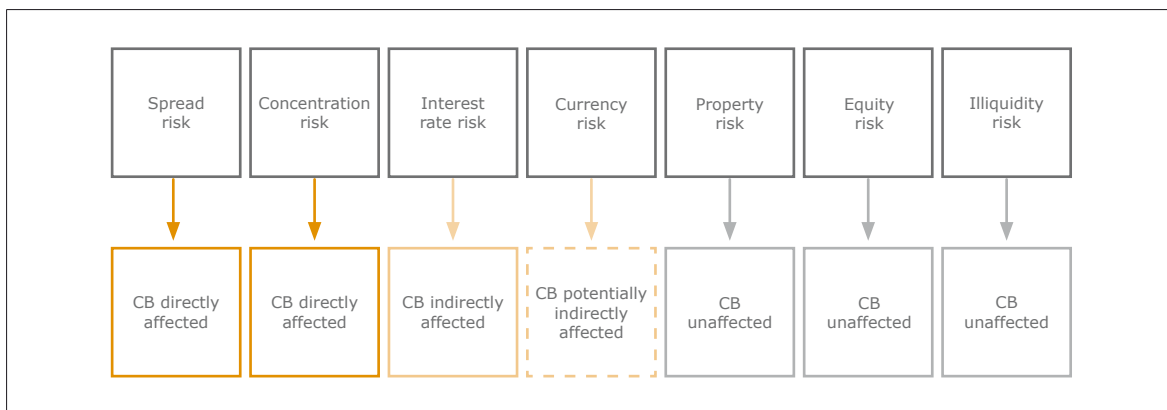 Spread
risk
Concentration
risk
Interest
rate risk
Currency
risk
Property
risk
Equity
risk
Illiquidity
risk
CB directly
affected
CB directly
affected
CB indirectly
affected
CB potentially
indirectly
affected
CB
unaffected
CB
unaffected
CB
unaffected